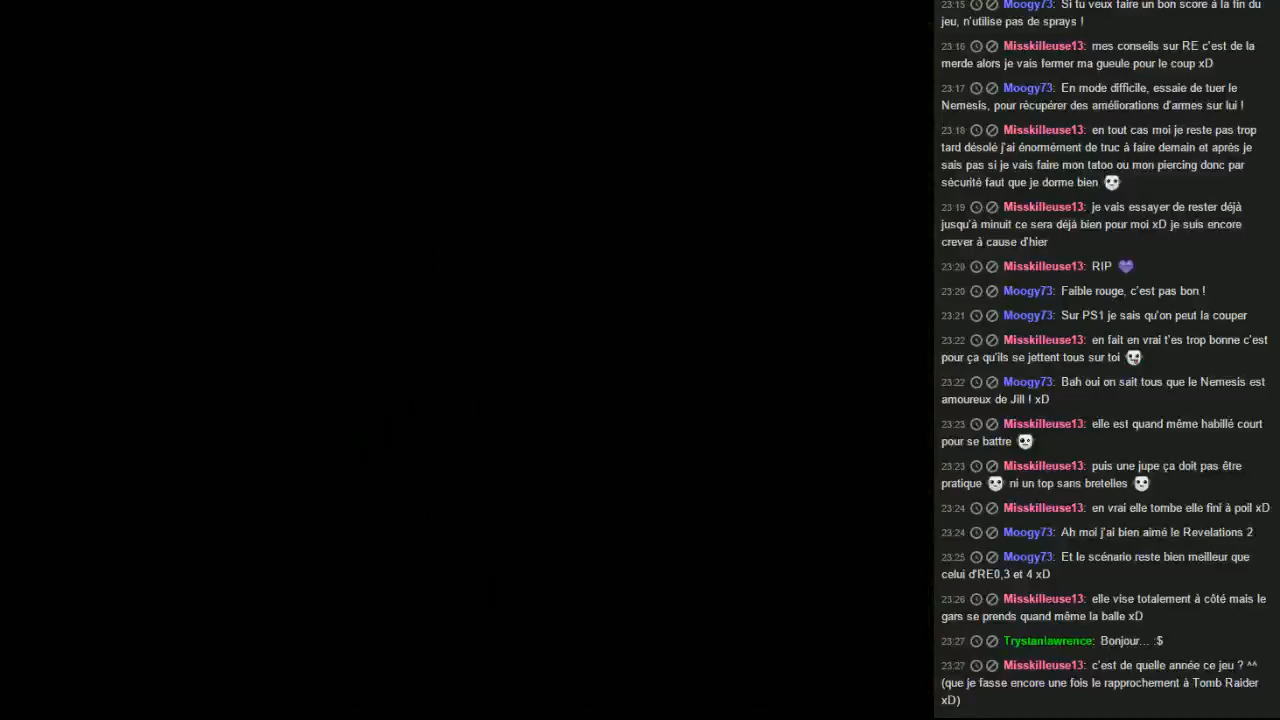 23:15 Moogy73: Si tu veux faire un bon score à la fin du
jeu, n'utilise pas de sprays !
23:16 Misskilleuse13: mes conseils sur RE c'est de la
merde alors je vais fermer ma gueule pour le coup xD
23:17 Moogy73: En mode difficile, essaie de tuer le
Nemesis, pour récupérer des améliorations d'armes sur lui !
23:18 Misskilleuse13: en tout cas moi je reste pas trop
tard désolé j'ai énormément de truc à faire demain et après je
sais pas si je vais faire mon tatoo ou mon piercing donc par
sécurité faut que je dorme bien
23:19 Misskilleuse13: je vais essayer de rester déjà
jusqu'à minuit ce sera déjà bien pour moi xD je suis encore
crever à cause d'hier
23:20 Misskilleuse13: RIP
23:20 Moogy73: Faible rouge, c'est pas bon !
23:21 Moogy73: Sur PS1 je sais qu'on peut la couper
23:22 Misskilleuse13: en fait en vrai t'es trop bonne c'est
pour ça qu'ils se jettent tous sur toi
23:22 Moogy73: Bah oui on sait tous que le Nemesis est
amoureux de Jill ! xD
23:23 Misskilleuse13: elle est quand même habillé court
pour se battre
23:23 Misskilleuse13: puis une jupe ça doit pas être
pratique ni un top sans bretelles
23:24 Misskilleuse13: en vrai elle tombe elle fini à poil xD
23:24 Moogy73: Ah moi j'ai bien aimé le Revelations 2
23:25 Moogy73: Et le scénario reste bien meilleur que
celui d'RE0,3 et 4 xD
23:26 Misskilleuse13: elle vise totalement à côté mais le
gars se prends quand même la balle xD
23:27 Trystanlawrence: Bonjour... :$
23:27 Misskilleuse13: c'est de quelle année ce jeu ? ^^
(que je fasse encore une fois le rapprochement à Tomb Raider
xD)